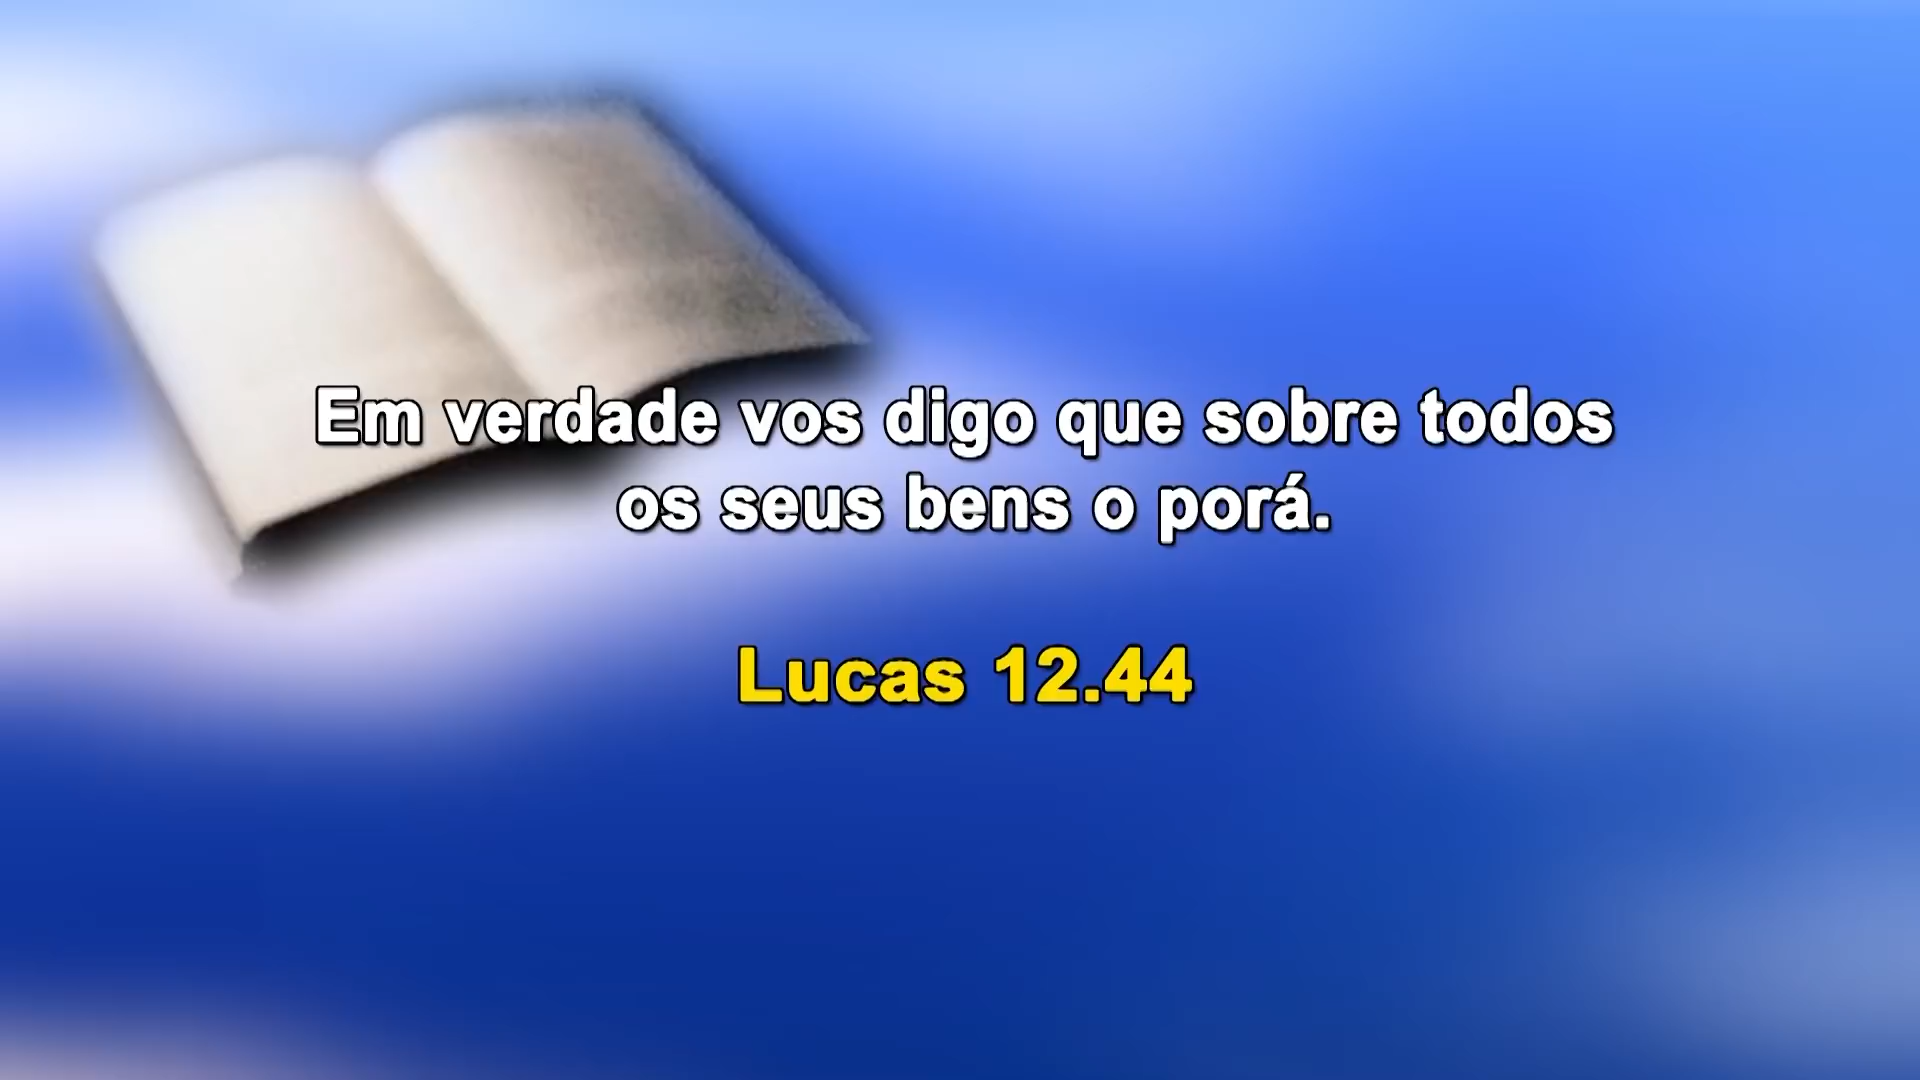 Em verdade vos digo que sobre todos
os seus bens o porá.
Lucas 12.44